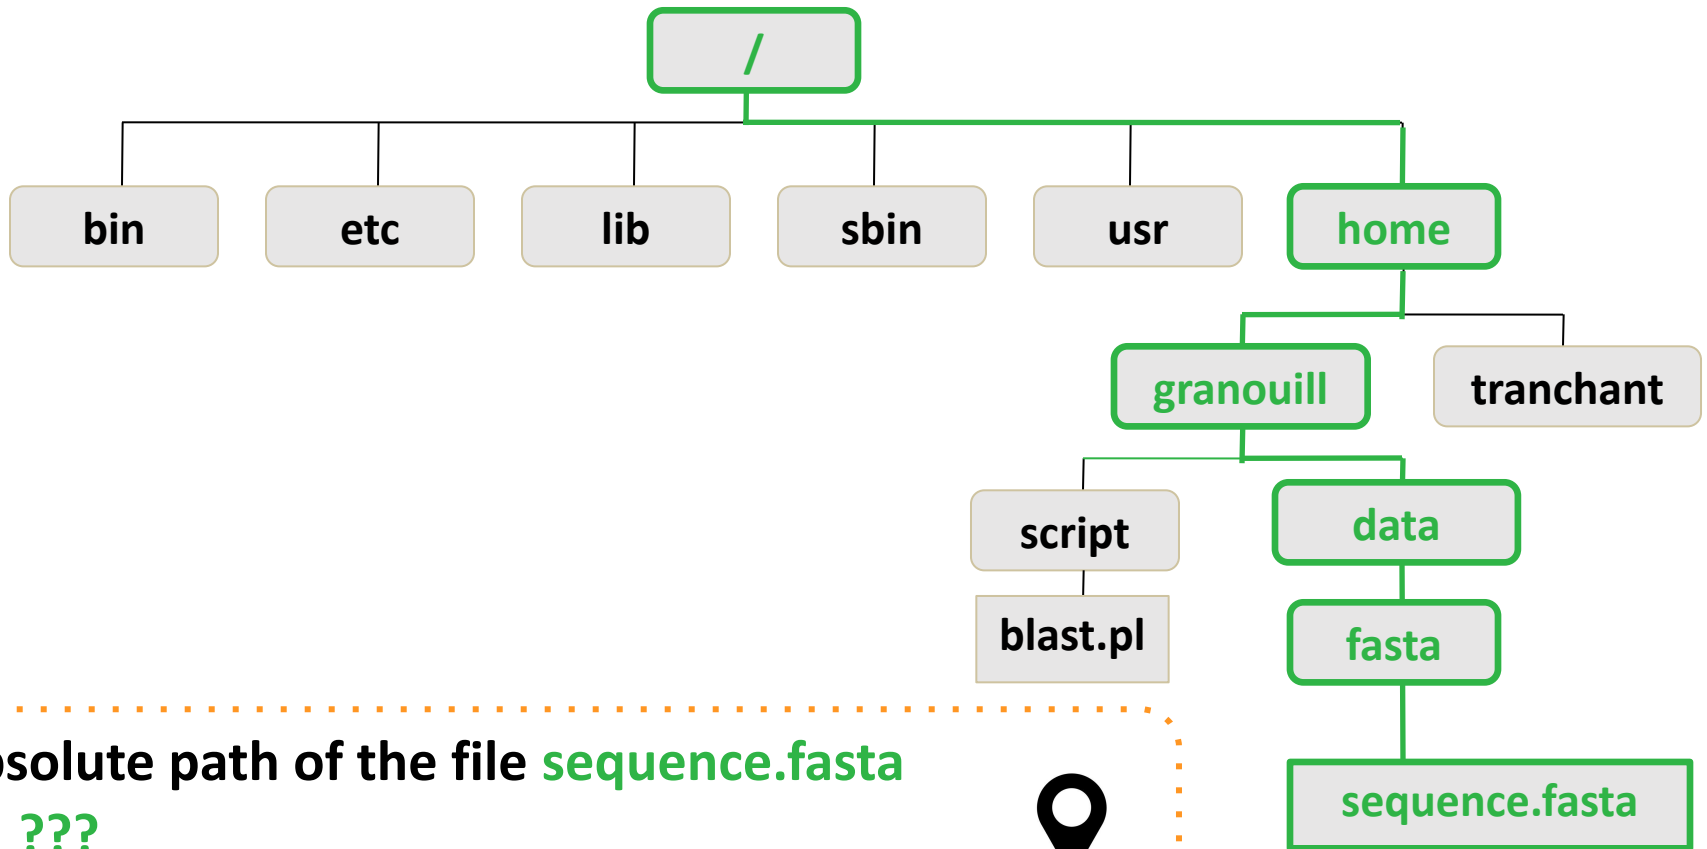 /
bin etc lib sbin usr home
granouill tranchant
script data
blast.pl fasta
absolute path of the file sequence.fasta
sequence.fasta
???